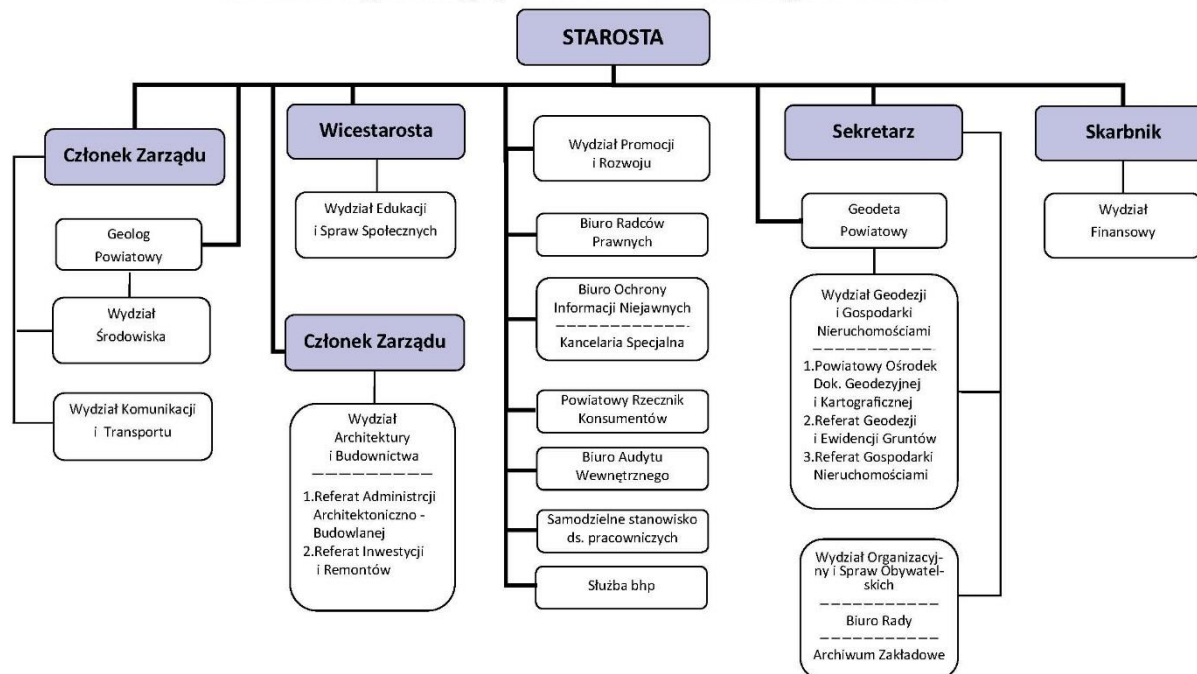 STAROSTA
Członek Zarządu
Geolog
Powiatowy
Wydział
Środowiska
Wydział Komunikacji
i Transportu
Wicestarosta
Wydział Edukacji
i Spraw Społecznych
Członek Zarządu
Wydział
Architektury
i Budownictwa
1.Referat Administrcji
Architektoniczno -
Budowlanej
2.Referat Inwestycji
i Remontów
Wydział Promocji
i Rozwoju
Biuro Radców
Prawnych
Biuro Ochrony
Informacji Niejawnych
Kancelaria Specjalna
Powiatowy Rzecznik
Konsumentów
Biuro Audytu
Wewnętrznego
Samodzielne stanowisko
ds. pracowniczych
Służba bhp
Sekretarz
Geodeta
Powiatowy
Wydział Geodezji
i Gospodarki
Nieruchomościami
1.Powiatowy Ośrodek
Dok. Geodezyjnej
i Kartograficznej
2.Referat Geodezji
i Ewidencji Gruntów
3.Referat Gospodarki
Nieruchomościami
Wydział Organizacyj-
ny i Spraw Obywatel-
skich
Biuro Rady
Archiwum Zakładowe
Skarbnik
Wydział
Finansowy